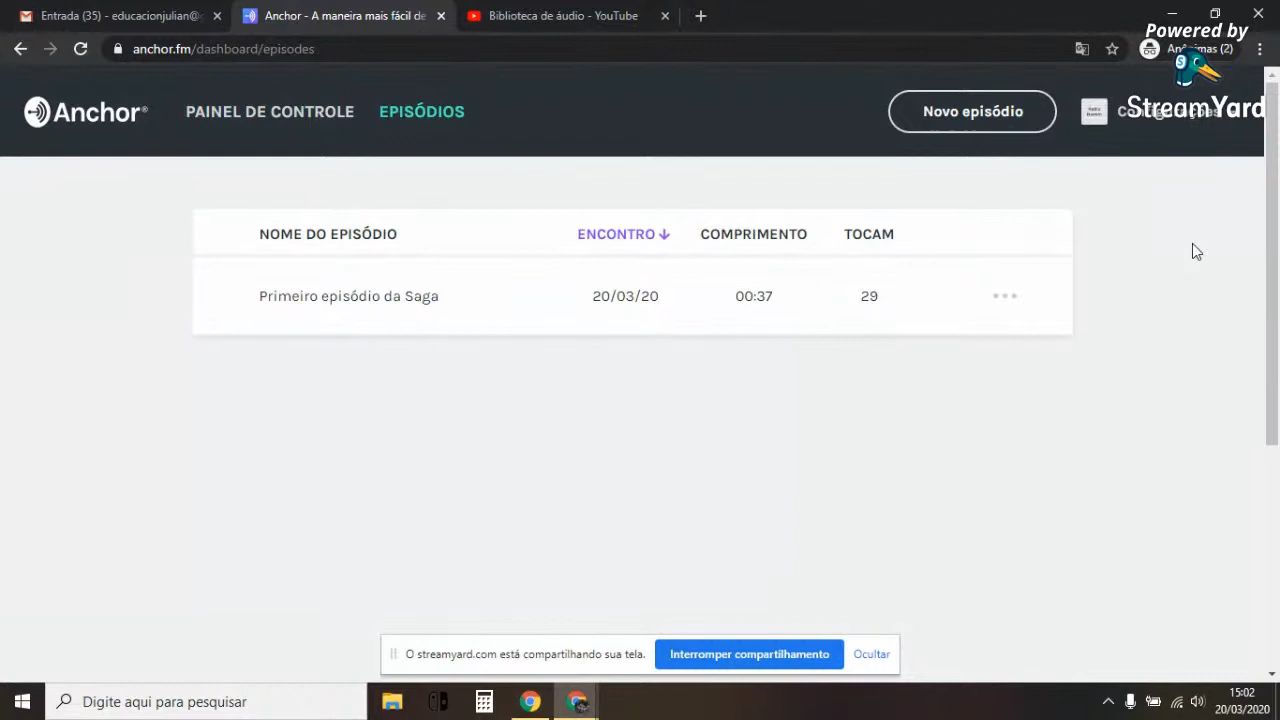 Entrada (35) - educacionjulian@
Anchor - A maneira mais fácil de
Biblioteca de áudio - YouTube
anchor.fm/dashboard/episodes
Anônimas (2)
Powered by
StreamYard
Anchor
PAINEL DE CONTROLE
EPISÓDIOS
Novo episódio
NOME DO EPISÓDIO
ENCONTRO
COMPRIMENTO
TOCAM
Primeiro episódio da Saga
20/03/20
00:37
29
O streamyard.com está compartilhando sua tela.
Interromper compartilhamento
Ocultar
Digite aqui para pesquisar
15:02
20/03/2020